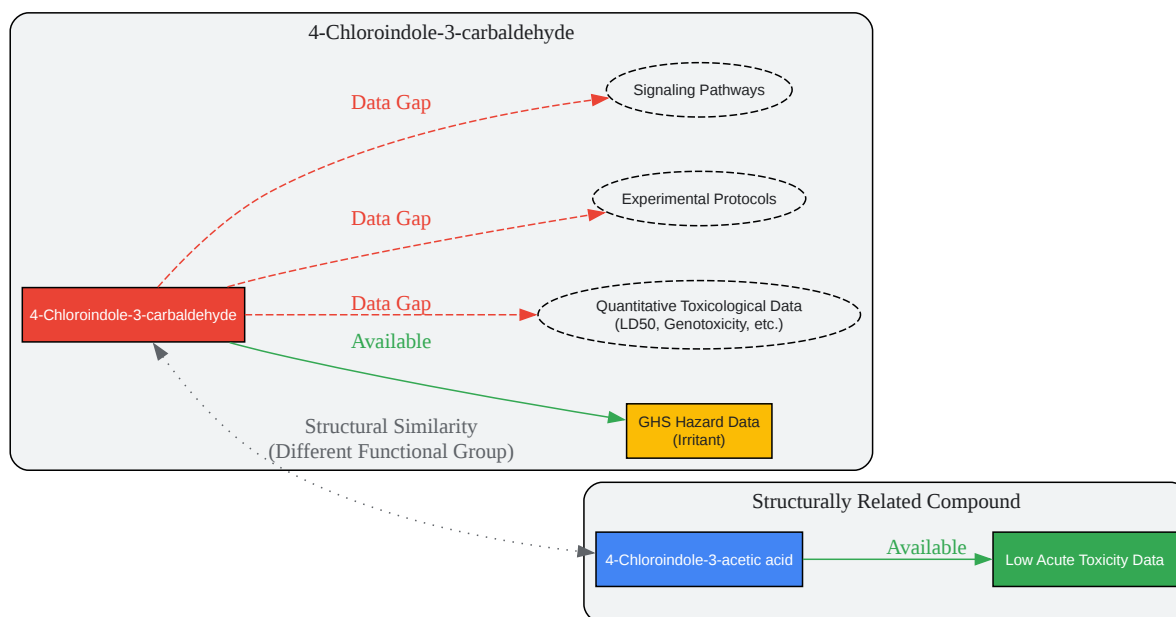 4-Chloroindole-3-carbaldehyde
Signaling Pathways
Data Gap
Experimental Protocols
Data Gap
Quantitative Toxicological Data
(LD50, Genotoxicity, etc.)
Data Gap
4-Chloroindole-3-carbaldehyde
Available
GHS Hazard Data
(Irritant)
Structural Similarity
(Different Functional Group)
Structurally Related Compound
4-Chloroindole-3-acetic acid
Available
Low Acute Toxicity Data